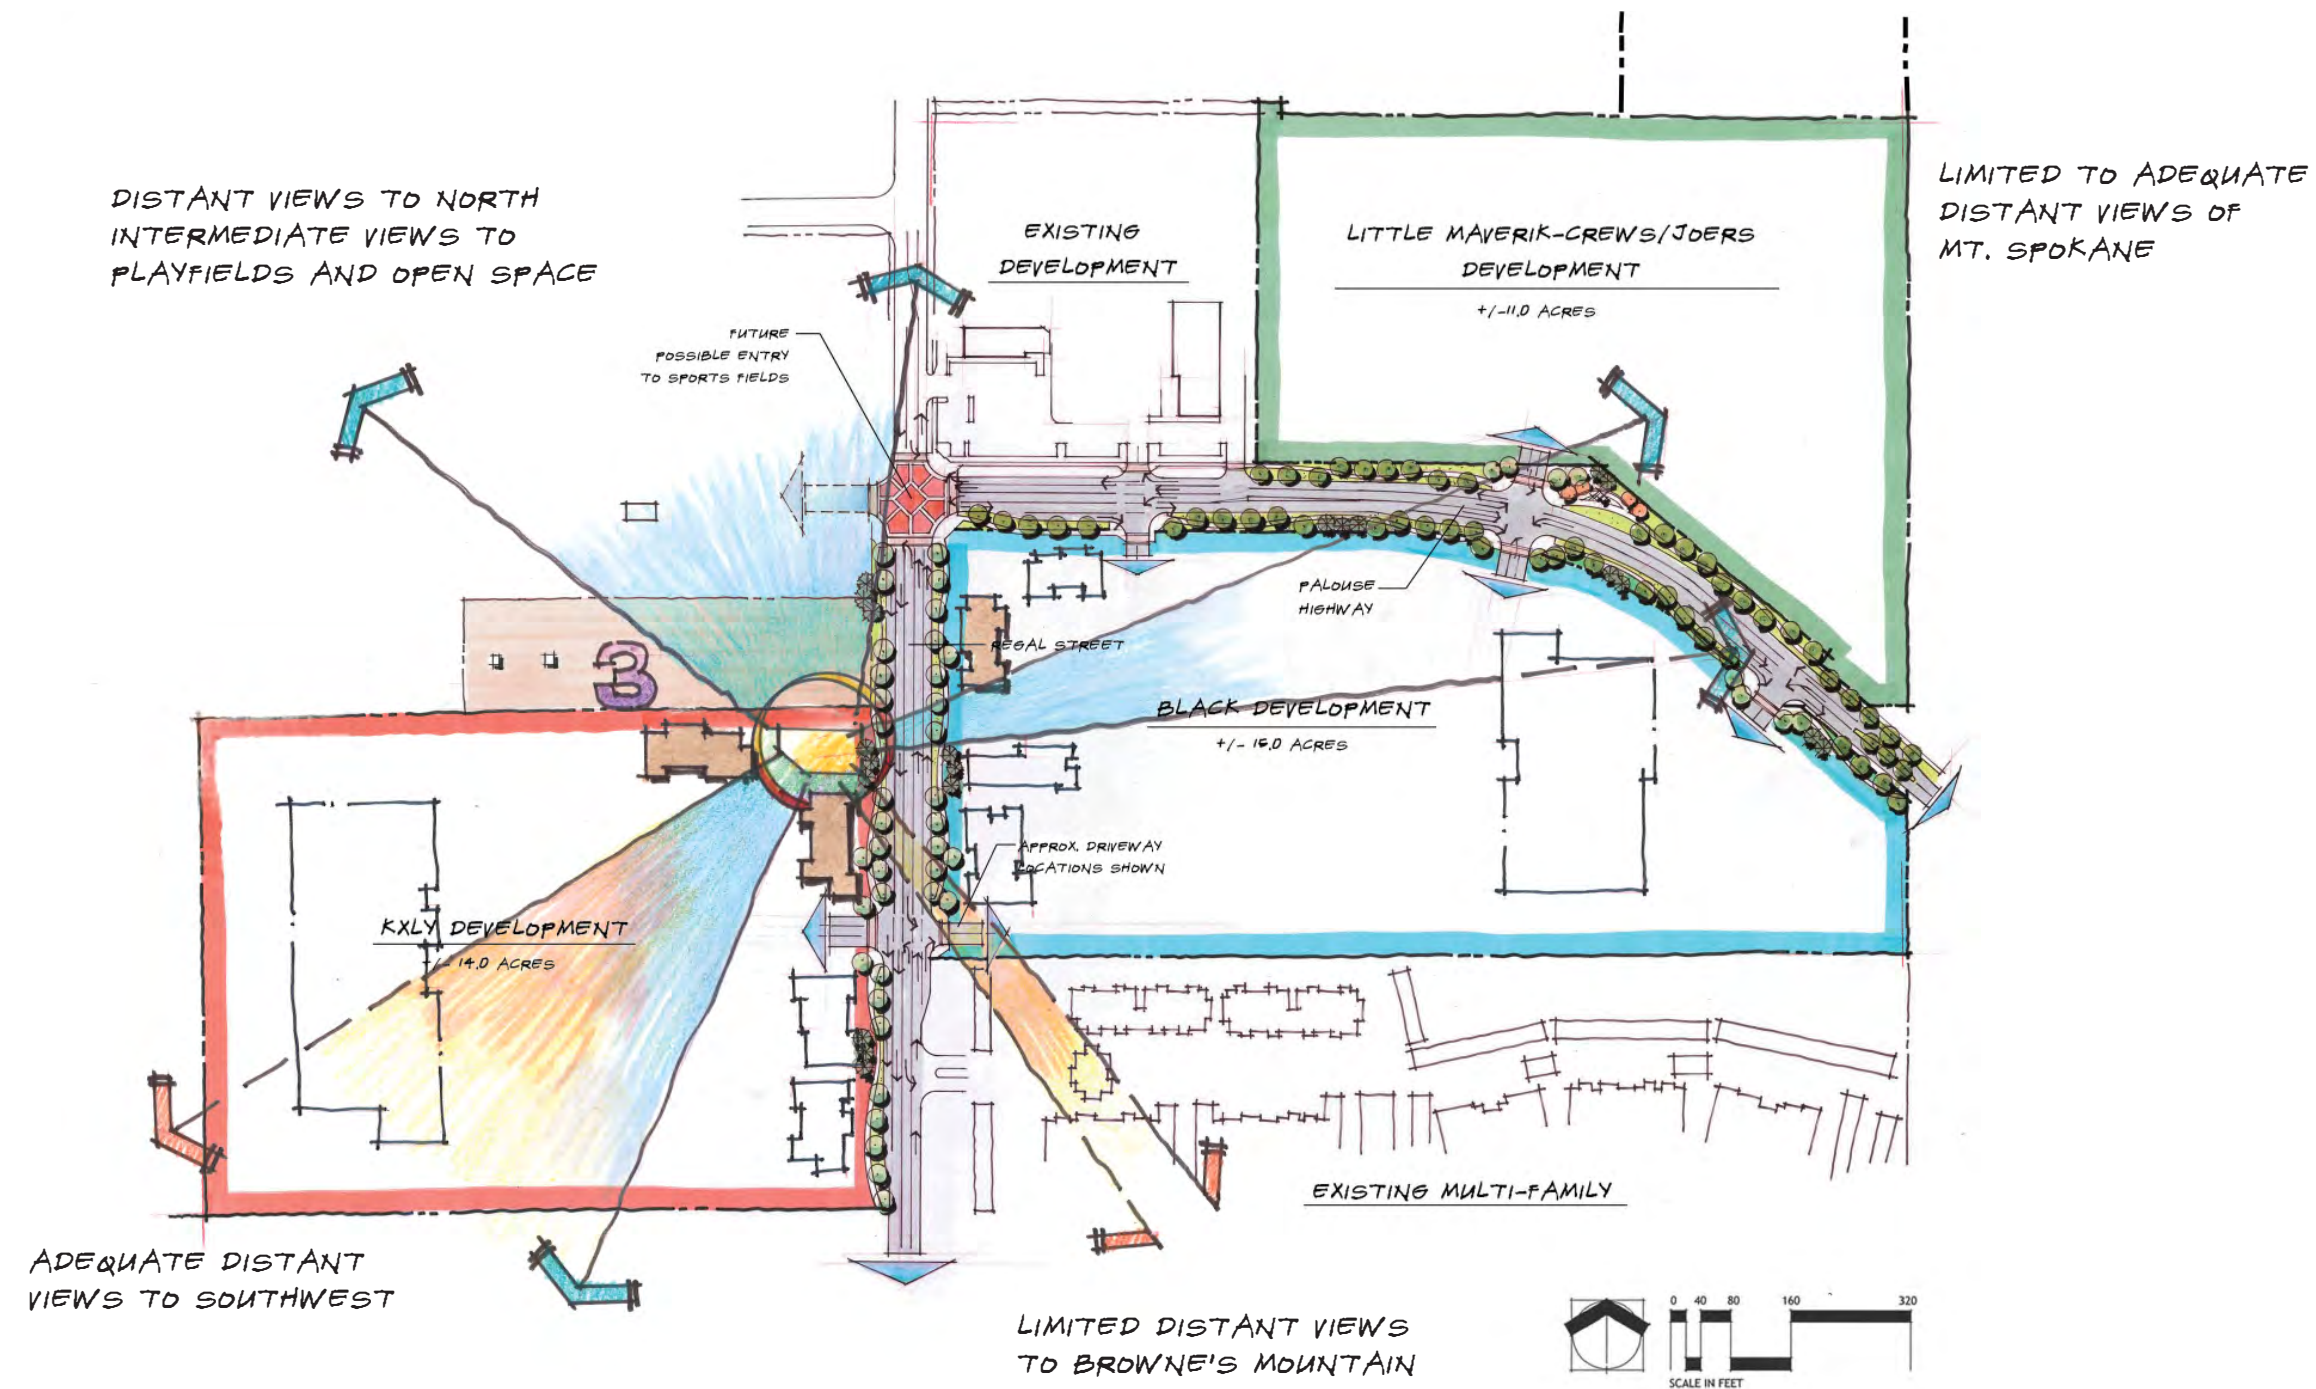 DISTANT VIEWS TO NORTH
INTERMEDIATE VIEWS TO
PLAYFIELDS AND OPEN SPACE
LIMITED TO ADEQUATE
DISTANT VIEWS OF
MT. SPOKANE
EXISTING
DEVELOPMENT
LITTLE MAVERIK-CREWS/JOERS
DEVELOPMENT
+/-11.0 ACRES
FUTURE
POSSIBLE ENTRY
TO SPORTS FIELDS
PALOUSE
HIGHWAY
REGAL STREET
3
BLACK DEVELOPMENT
+/- 15.0 ACRES
APPROX. DRIVEWAY
LOCATIONS SHOWN
KXLY DEVELOPMENT
+/- 14.0 ACRES
EXISTING MULTI-FAMILY
ADEQUATE DISTANT
VIEWS TO SOUTHWEST
LIMITED DISTANT VIEWS
TO BROWNE'S MOUNTAIN
0 40 80 160 320
SCALE IN FEET